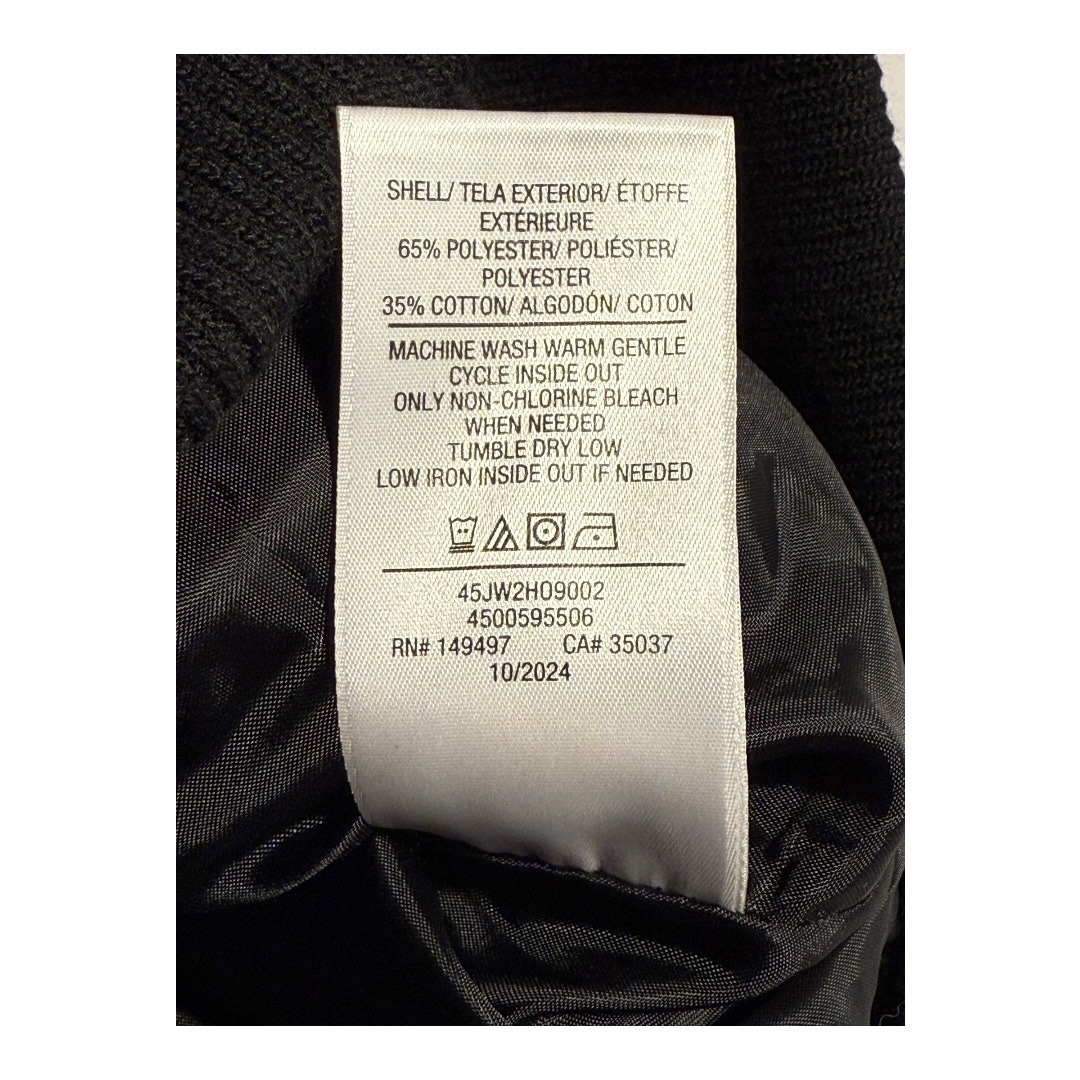 SHELL/ TELA EXTERIOR/ ÉTOFFE
EXTÉRIEURE
65% POLYESTER/ POLIÉSTER/
POLYESTER
35% COTTON/ ALGODÓN/ COTON
MACHINE WASH WARM GENTLE
CYCLE INSIDE OUT
ONLY NON-CHLORINE BLEACH
WHEN NEEDED
TUMBLE DRY LOW
LOW IRON INSIDE OUT IF NEEDED
45JW2H09002
4500595506
RN# 149497 CA# 35037
10/2024